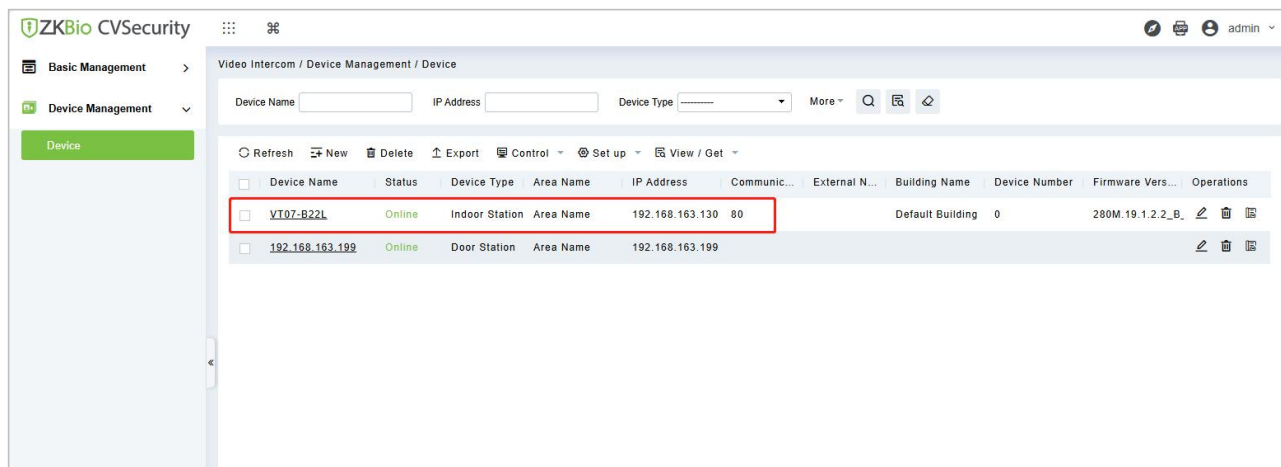 ZKBio CVSecurity
admin
Basic Management
Device Management
Device
Video Intercom / Device Management / Device
Device Name IP Address Device Type ---------- More
Refresh New Delete Export Control Set up View / Get
Device Name Status Device Type Area Name IP Address Communic... External N... Building Name Device Number Firmware Vers... Operations
VT07-B22L Online Indoor Station Area Name 192.168.163.130 80 Default Building 0 280M.19.1.2.2_B_
192.168.163.199 Online Door Station Area Name 192.168.163.199